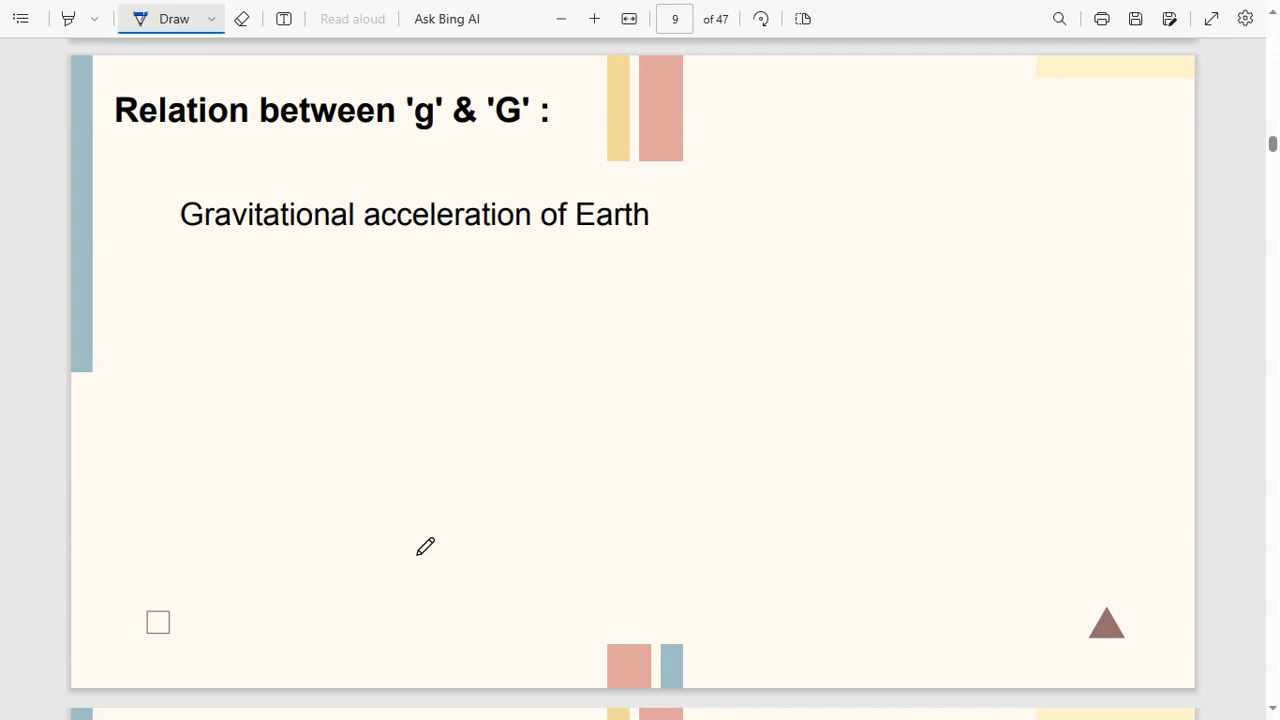 Draw Read aloud Ask Bing AI 9 of 47
Relation between 'g' & 'G' :
Gravitational acceleration of Earth